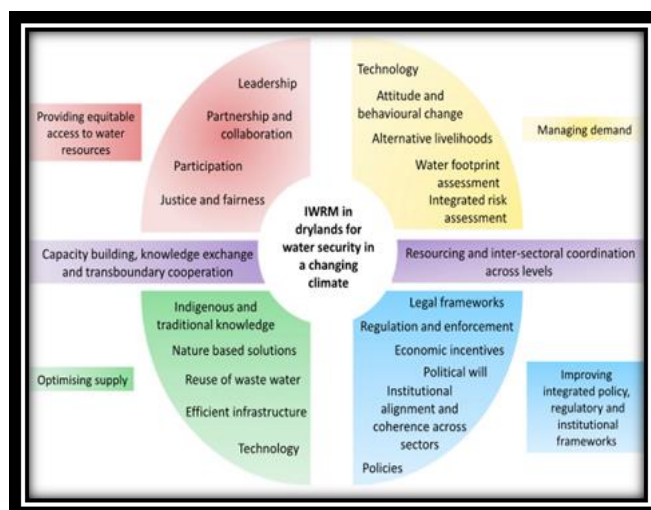 Providing equitable
access to water
resources
Leadership
Partnership and
collaboration
Participation
Justice and fairness
Technology
Attitude and
behavioural change
Alternative livelihoods
Water footprint
assessment
Integrated risk
assessment
Managing demand
IWRM in
drylands for
water security in
a changing
climate
Capacity building, knowledge exchange
and transboundary cooperation
Resourcing and inter-sectoral coordination
across levels
Optimising supply
Indigenous and
traditional knowledge
Nature based solutions
Reuse of waste water
Efficient infrastructure
Technology
Legal frameworks
Regulation and enforcement
Economic incentives
Political will
Institutional
alignment and
coherence across
sectors
Policies
Improving
integrated policy,
regulatory and
institutional
frameworks